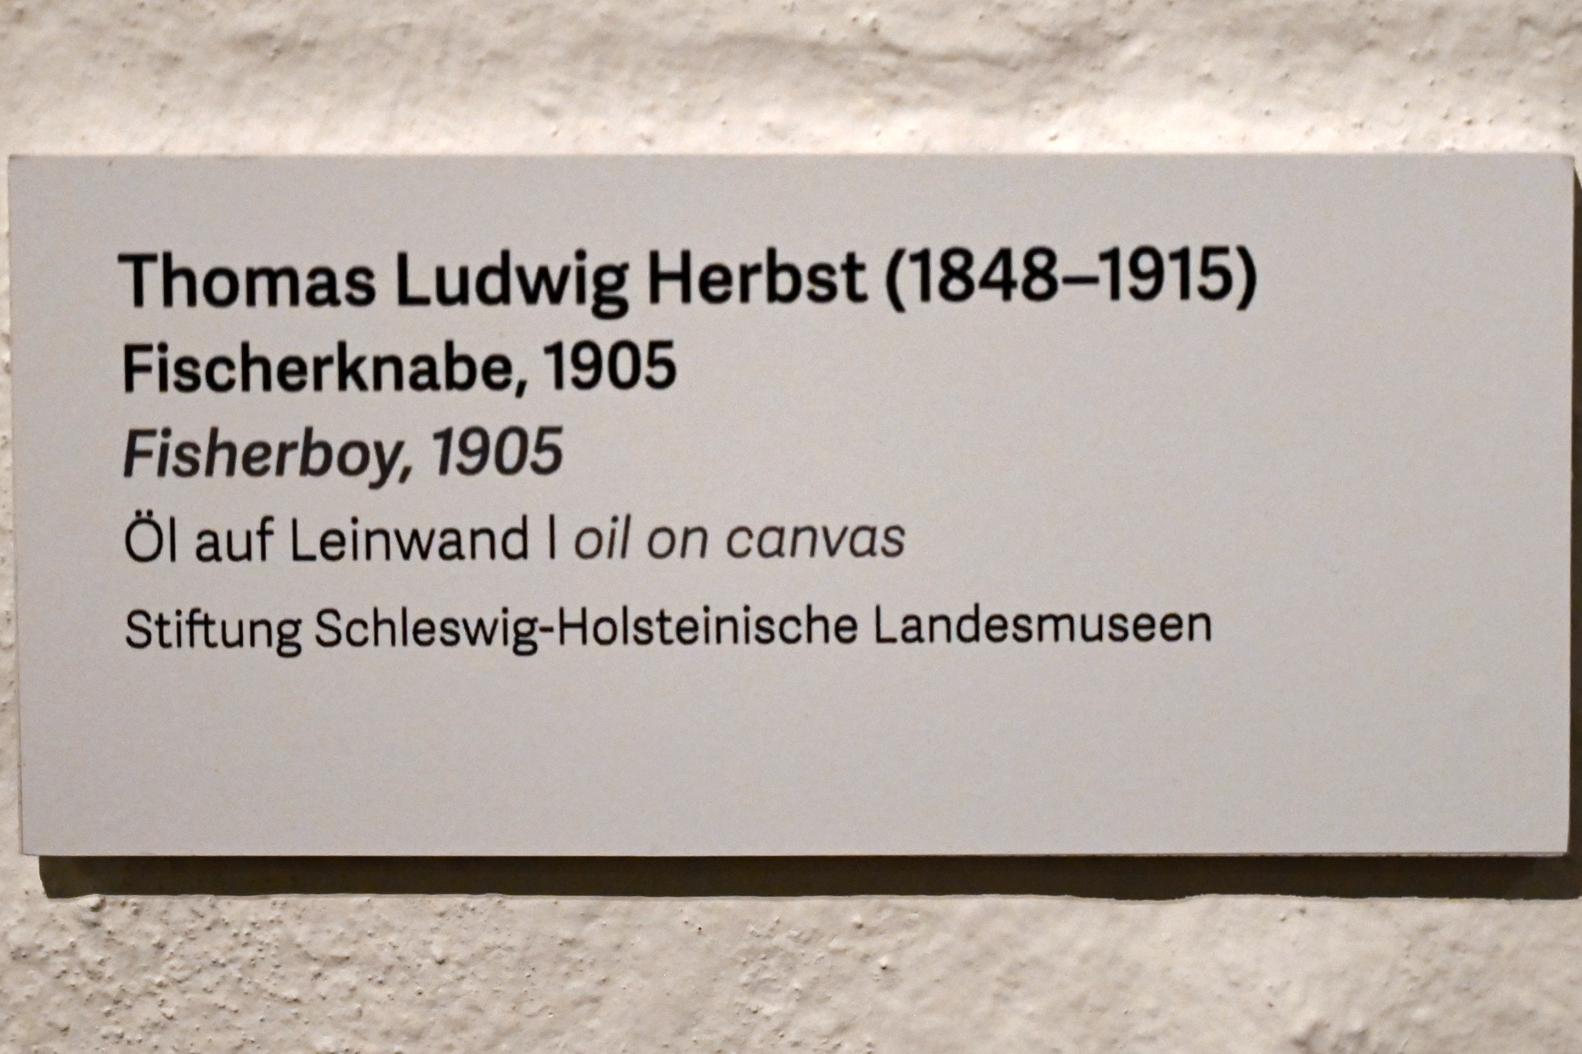 Thomas Ludwig Herbst (1848–1915)
Fischerknabe, 1905
Fisherboy, 1905
Öl auf Leinwand | oil on canvas
Stiftung Schleswig-Holsteinische Landesmuseen